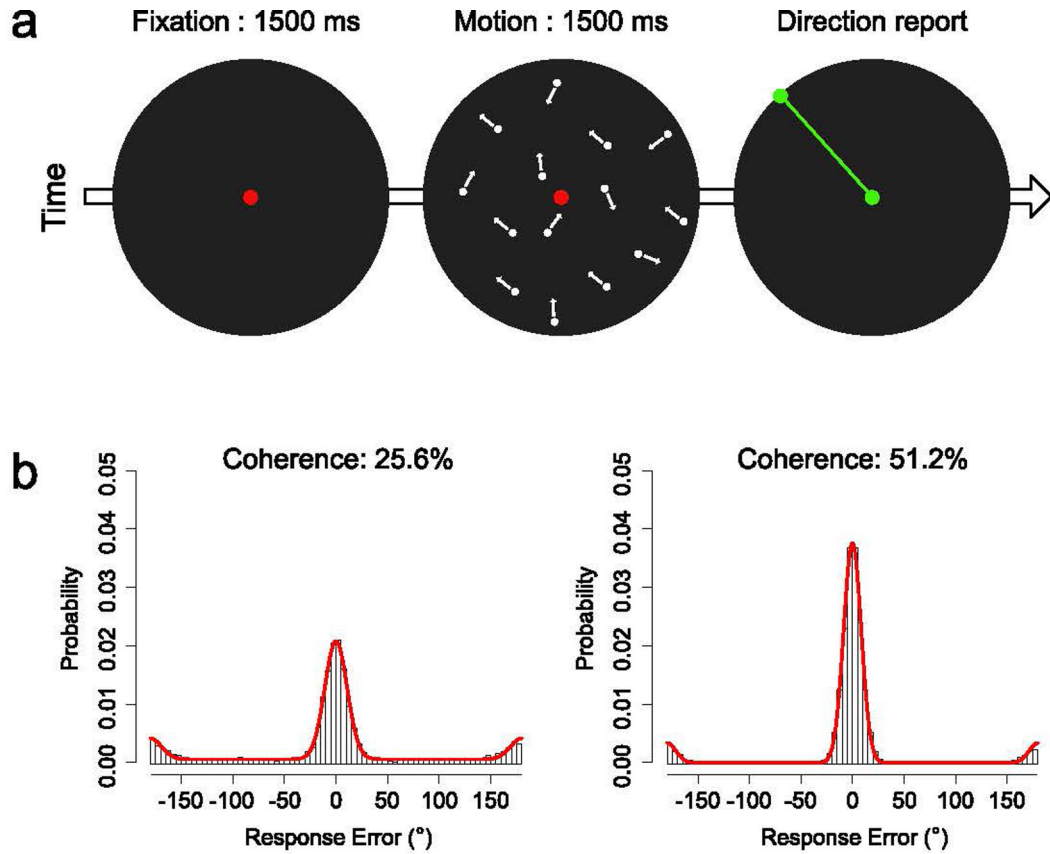 a
Fixation : 1500 ms
Motion : 1500 ms
Direction report
Time
b
Coherence: 25.6%
Probability
0.05
0.04
0.03
0.02
0.01
0.00
-150 -100 -50 0 50 100 150
Response Error (°)
Coherence: 51.2%
Probability
0.05
0.04
0.03
0.02
0.01
0.00
-150 -100 -50 0 50 100 150
Response Error (°)